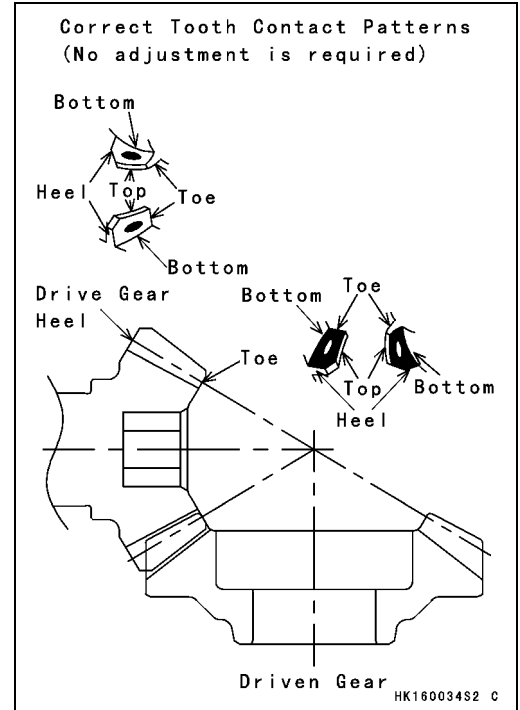 Correct Tooth Contact Patterns
(No adjustment is required)
Bottom
Heel
Top
Toe
Bottom
Drive Gear
Heel
Toe
Bottom
Toe
Top
Bottom
Heel
Driven Gear
HK160034S2 C